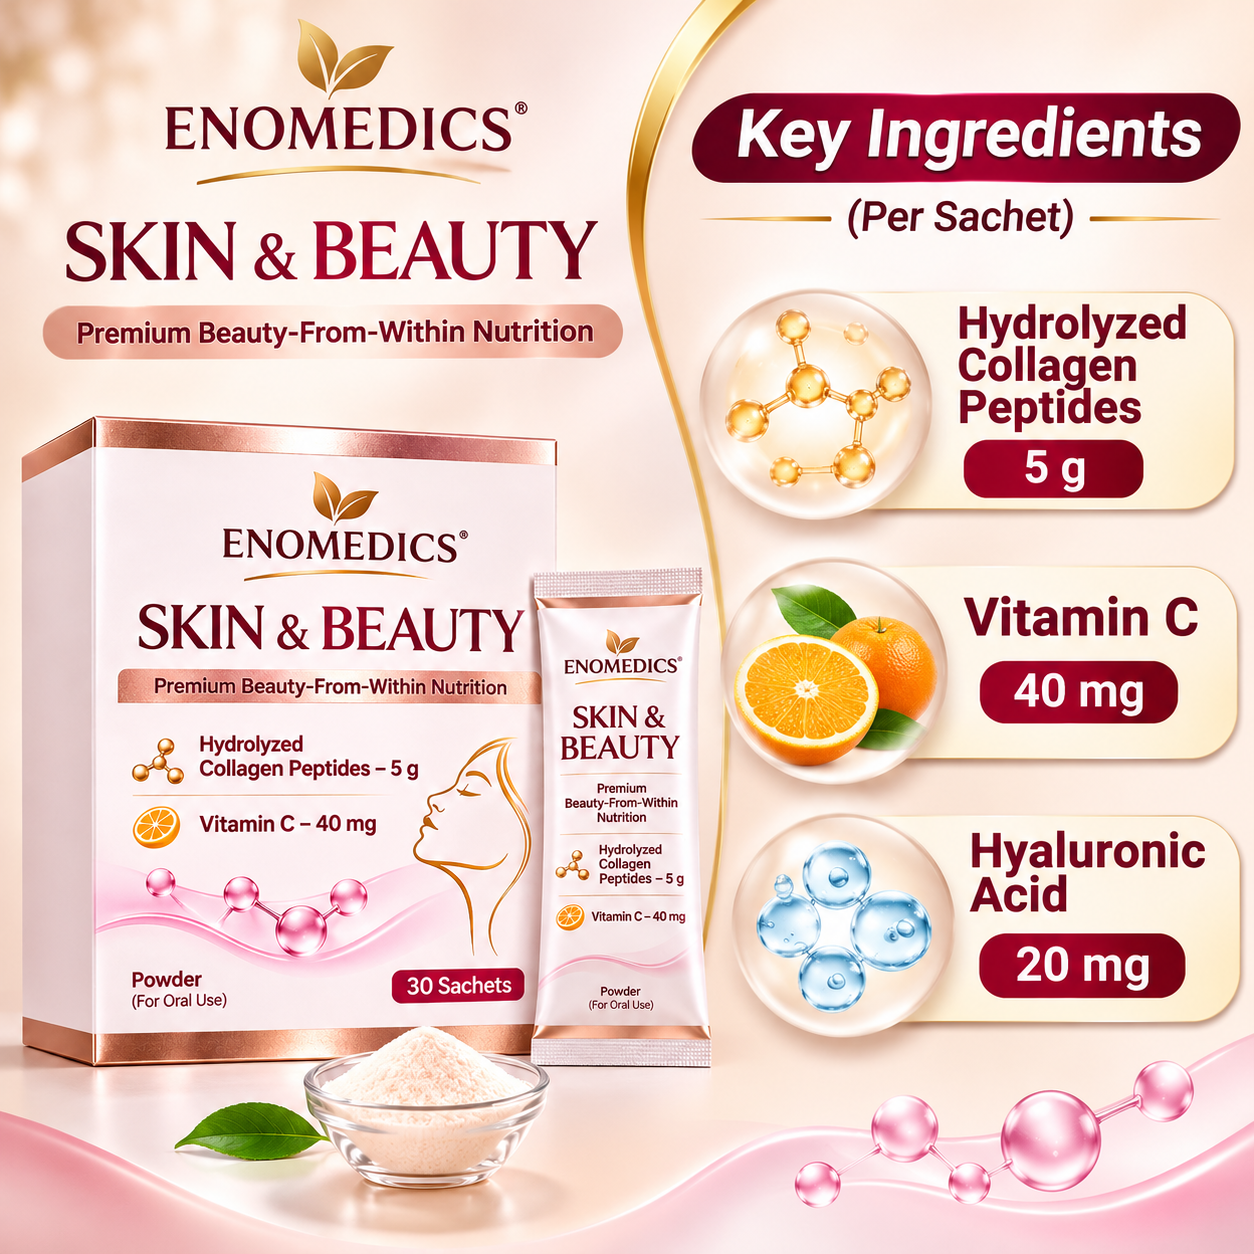 ENOMEDICS®
SKIN & BEAUTY
Premium Beauty-From-Within Nutrition
ENOMEDICS®
SKIN & BEAUTY
Premium Beauty-From-Within Nutrition
Hydrolyzed
Collagen Peptides – 5 g
Vitamin C – 40 mg
Powder
(For Oral Use)
30 Sachets
ENOMEDICS®
SKIN &
BEAUTY
Premium
Beauty-From-Within
Nutrition
Hydrolyzed
Collagen
Peptides – 5 g
Vitamin C – 40 mg
Powder
(For Oral Use)
Key Ingredients
(Per Sachet)
Hydrolyzed
Collagen
Peptides
5 g
Vitamin C
40 mg
Hyaluronic
Acid
20 mg